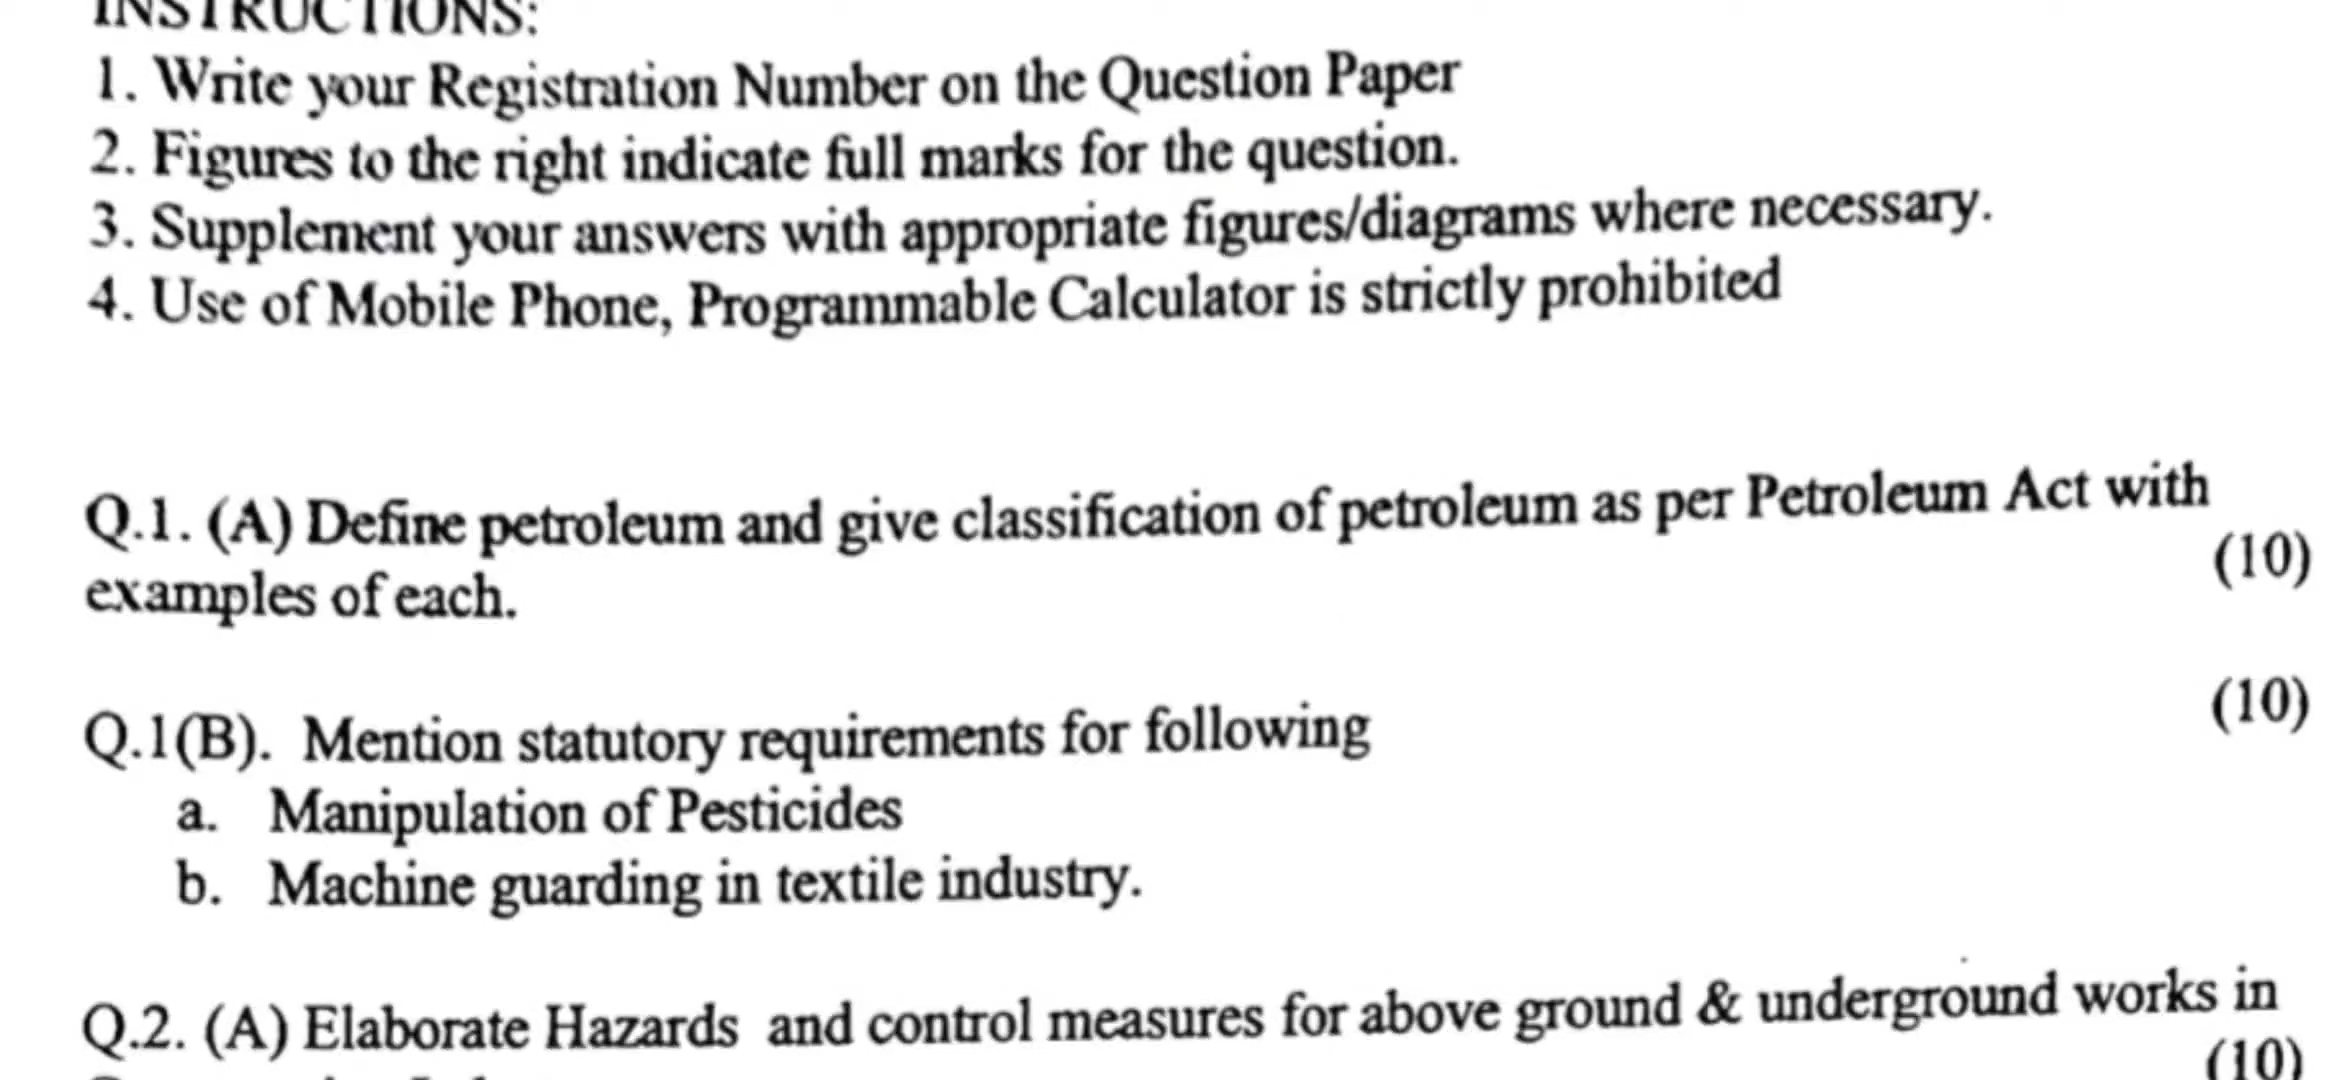 INSTRUCTIONS:
1. Write your Registration Number on the Question Paper
2. Figures to the right indicate full marks for the question.
3. Supplement your answers with appropriate figures/diagrams where necessary.
4. Use of Mobile Phone, Programmable Calculator is strictly prohibited
Q.1. (A) Define petroleum and give classification of petroleum as per Petroleum Act with
examples of each. (10)
Q.1(B). Mention statutory requirements for following (10)
a. Manipulation of Pesticides
b. Machine guarding in textile industry.
Q.2. (A) Elaborate Hazards and control measures for above ground & underground works in
(10)